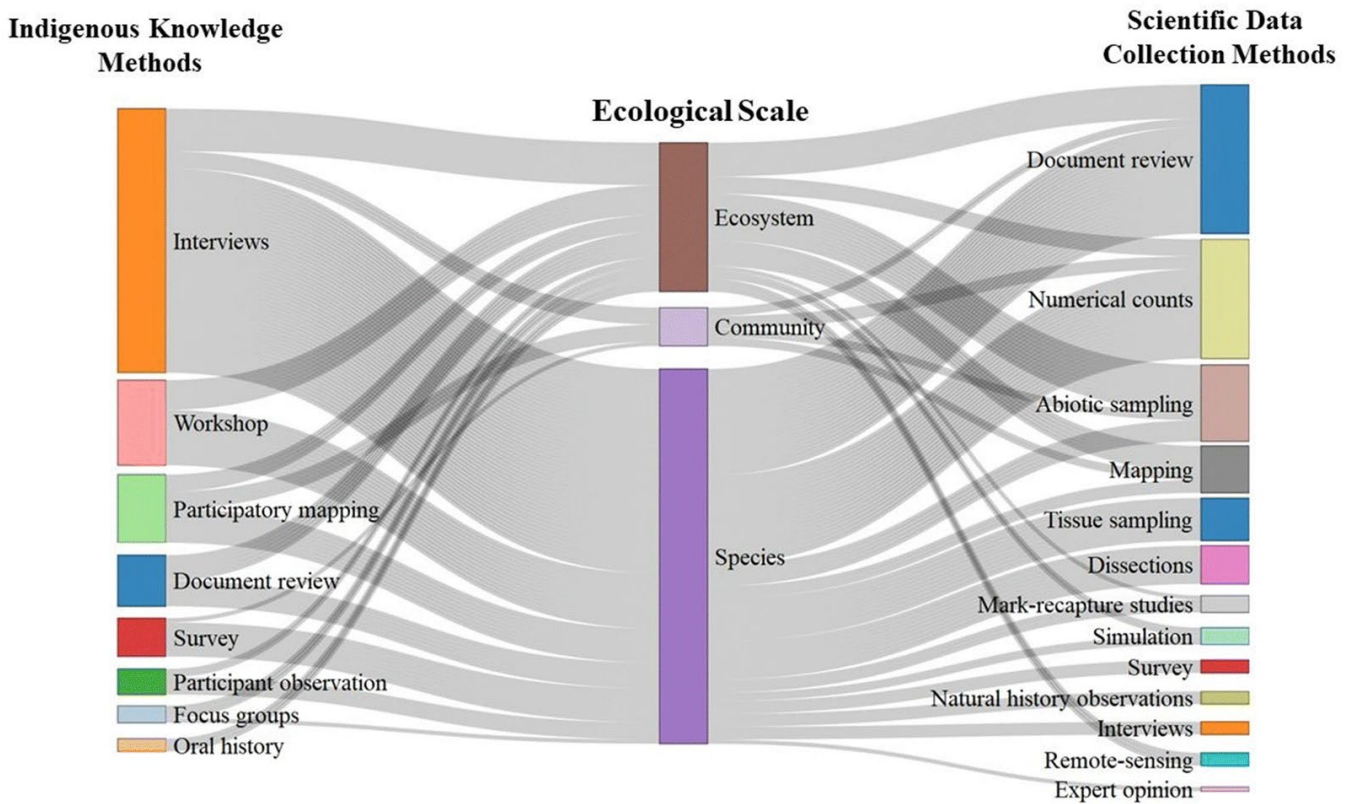 Indigenous Knowledge
Methods
Interviews
Workshop
Participatory mapping
Document review
Survey
Participant observation
Focus groups
Oral history
Ecological Scale
Ecosystem
Community
Species
Scientific Data
Collection Methods
Document review
Numerical counts
Abiotic sampling
Mapping
Tissue sampling
Dissections
Mark-recapture studies
Simulation
Survey
Natural history observations
Interviews
Remote-sensing
Expert opinion